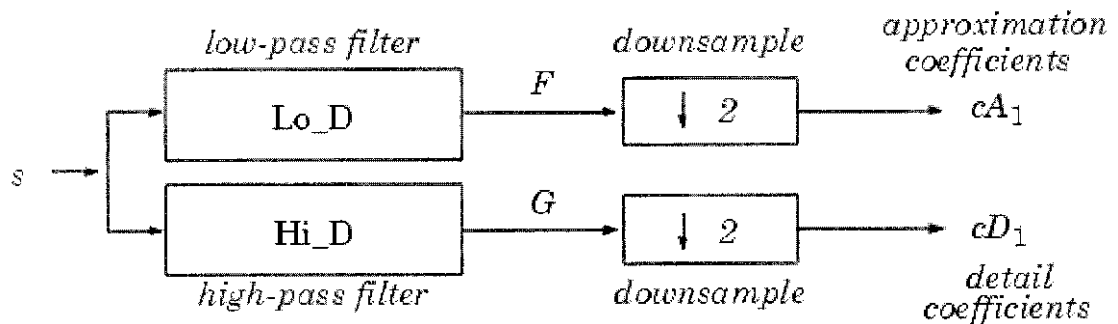 low-pass filter
downsample
approximation
coefficients
Lo_D
F
↓ 2
cA₁
s
Hi_D
G
↓ 2
cD₁
high-pass filter
downsample
detail
coefficients